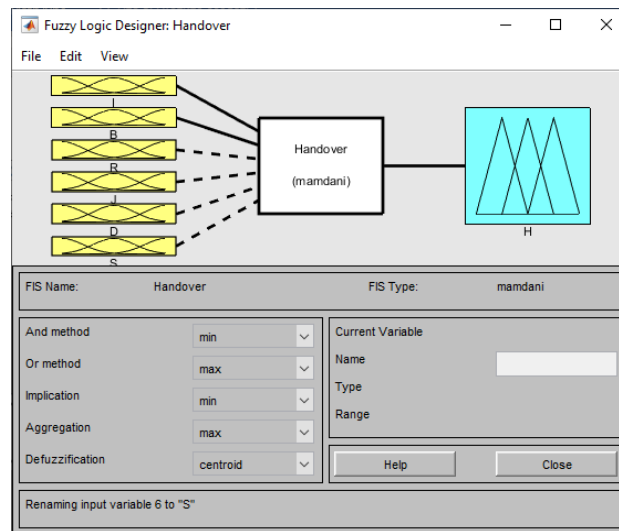 Fuzzy Logic Designer: Handover
File Edit View
I
B
R
J
D
S
Handover
(mamdani)
H
FIS Name: Handover FIS Type: mamdani
And method min
Or method max
Implication min
Aggregation max
Defuzzification centroid
Current Variable
Name
Type
Range
Help Close
Renaming input variable 6 to "S"